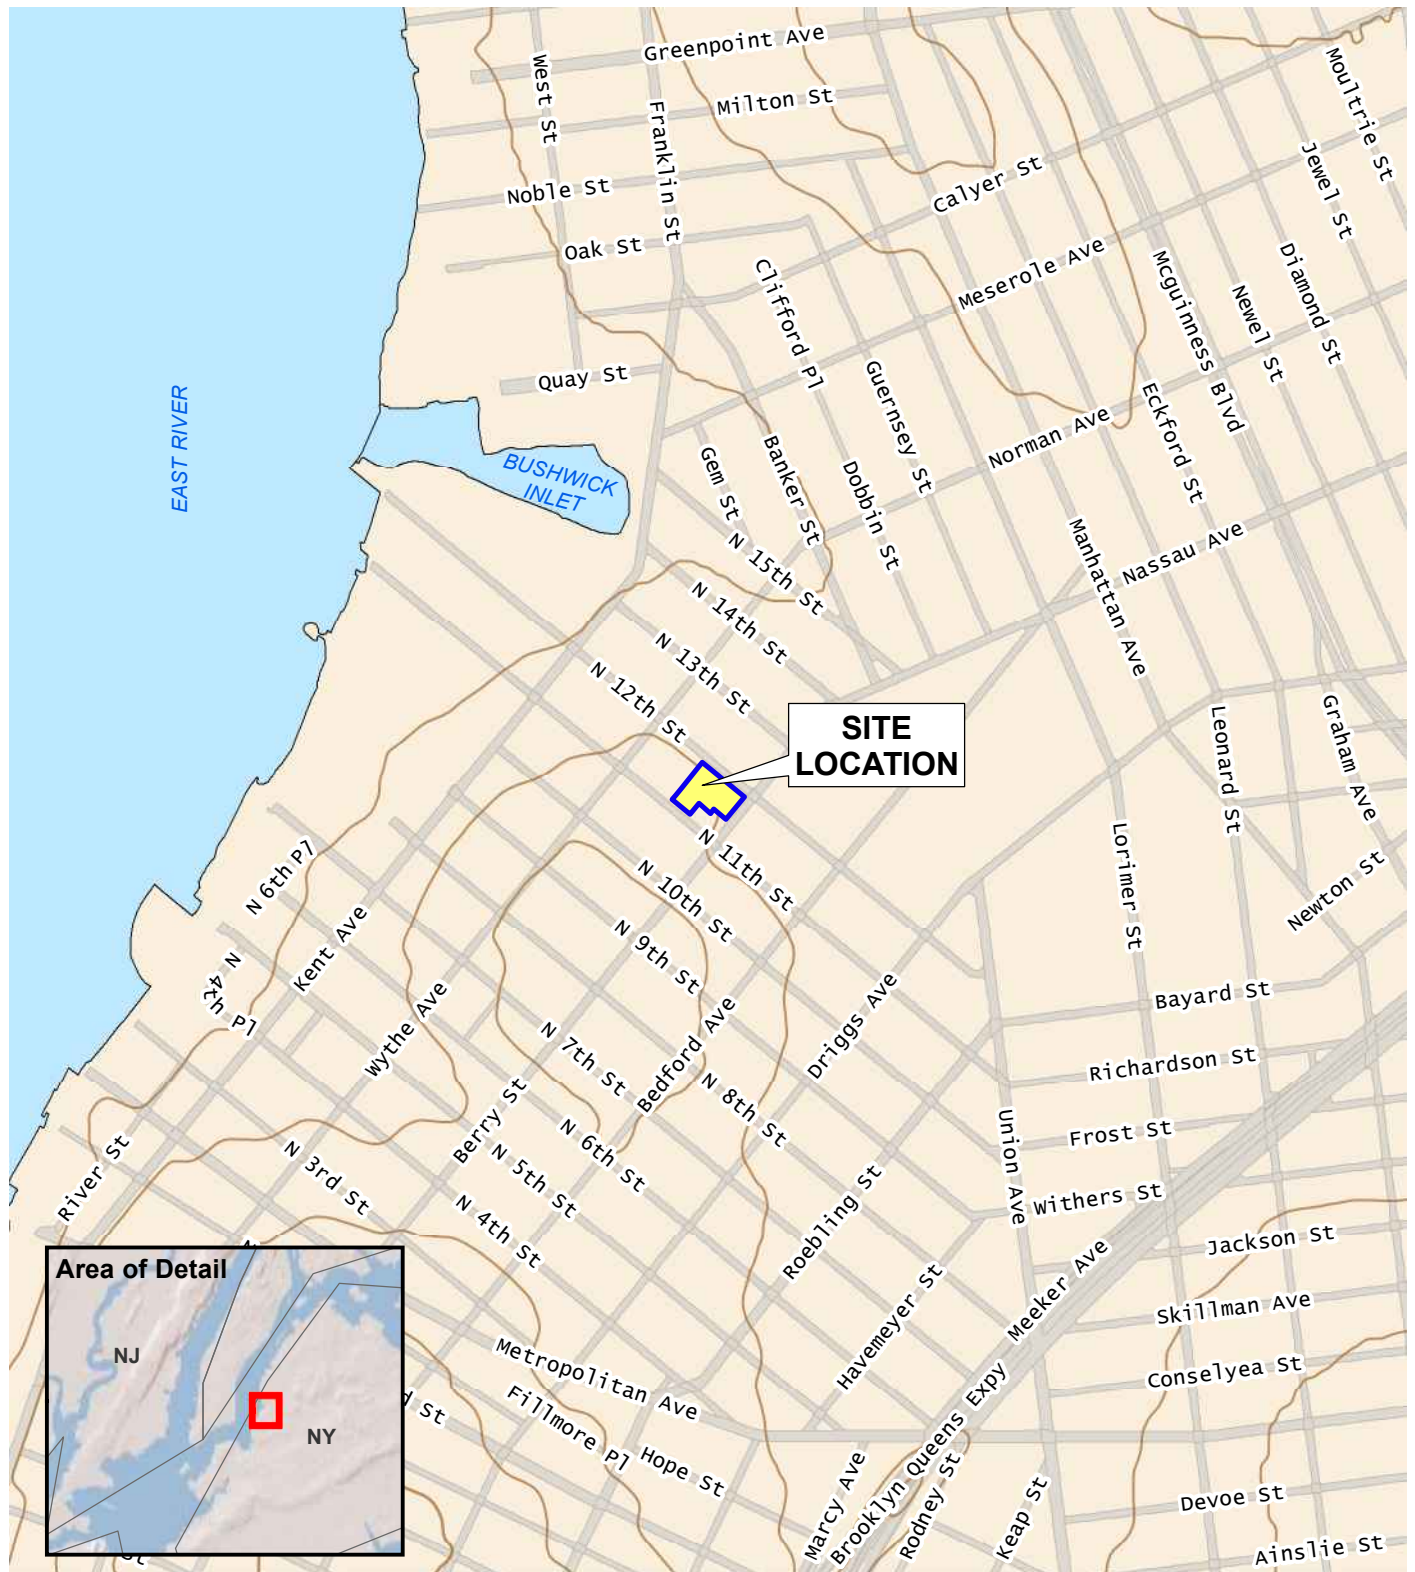 Greenpoint Ave
West St
Milton St
Franklin St
Noble St
Oak St
Calyer St
Moultrie St
Jewel St
Meserole Ave
Mcguinness Blvd
Newel St
Diamond St
Clifford Pl
Quay St
Guernsey St
EAST RIVER
BUSHWICK
INLET
Gem St
Banker St
Dobbin St
Norman Ave
Eckford St
Nassau Ave
Manhattan Ave
N 15th St
N 14th St
N 13th St
N 12th St
SITE
LOCATION
Leonard St
Graham Ave
Lorimer St
Newton St
N 11th St
N 10th St
N 9th St
N 6th Pl
Kent Ave
N 4th Pl
Wythe Ave
Driggs Ave
Bedford Ave
Bayard St
Richardson St
N 7th St
N 8th St
Berry St
N 6th St
N 5th St
Union Ave
Frost St
Withers St
River St
N 3rd St
N 4th St
Roebling St
Jackson St
Meeker Ave
Havemeyer St
Skillman Ave
Area of Detail
NJ
NY
Metropolitan Ave
Conselyea St
Fillmore Pl
Hope St
Marcy Ave
Brooklyn Queens Expy
Rodney St
Keap St
Devoe St
Ainslie St
d St
St